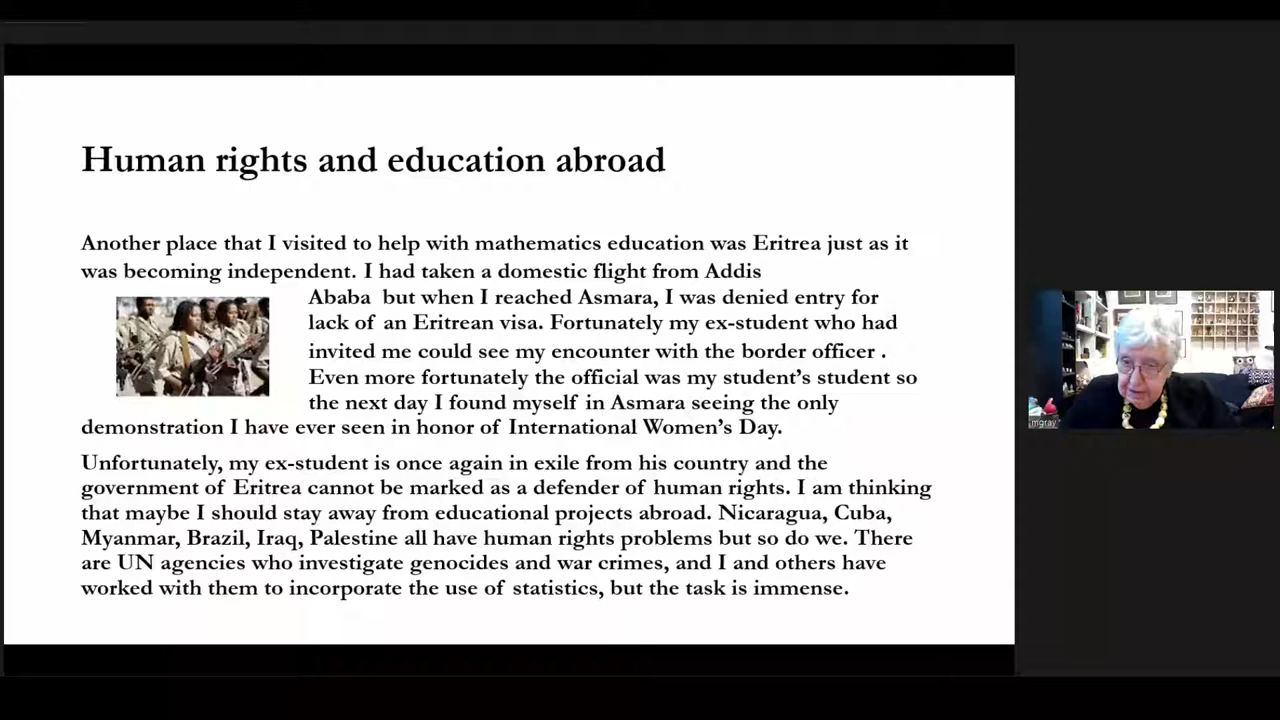 Human rights and education abroad
Another place that I visited to help with mathematics education was Eritrea just as it
was becoming independent. I had taken a domestic flight from Addis
Ababa but when I reached Asmara, I was denied entry for
lack of an Eritrean visa. Fortunately my ex-student who had
invited me could see my encounter with the border officer .
Even more fortunately the official was my student's student so
the next day I found myself in Asmara seeing the only
demonstration I have ever seen in honor of International Women's Day.
Unfortunately, my ex-student is once again in exile from his country and the
government of Eritrea cannot be marked as a defender of human rights. I am thinking
that maybe I should stay away from educational projects abroad. Nicaragua, Cuba,
Myanmar, Brazil, Iraq, Palestine all have human rights problems but so do we. There
are UN agencies who investigate genocides and war crimes, and I and others have
worked with them to incorporate the use of statistics, but the task is immense.
mgray